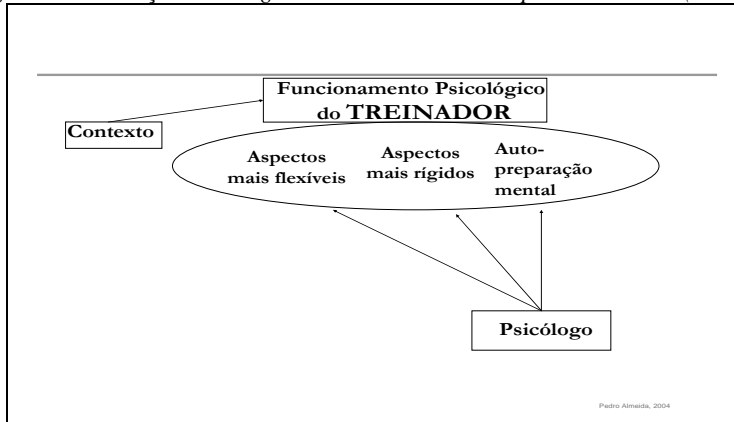 Funcionamento Psicológico
do TREINADOR
Contexto
Aspectos
mais flexíveis
Aspectos
mais rígidos
Auto-
preparação
mental
Psicólogo
Pedro Almeida, 2004